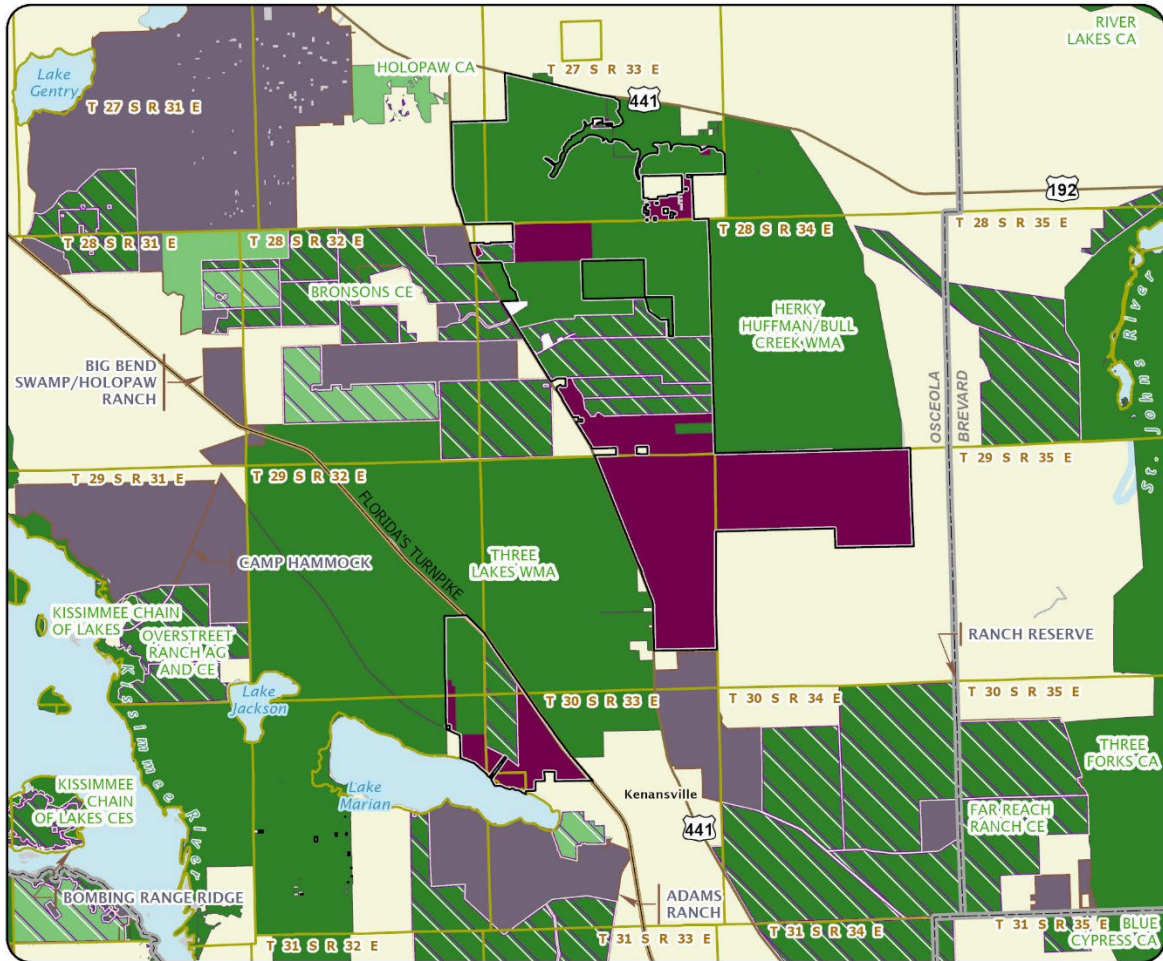 RIVER
LAKES CA
Lake
Gentry
HOLOPAW CA
T 27 S R 33 E
T 27 S R 31 E
441
192
T 28 S R 31 E
T 28 S R 32 E
T 28 S R 34 E
T 28 S R 35 E
BRONSONS CE
HERKY
HUFFMAN/BULL
CREEK WMA
BIG BEND
SWAMP/HOLOPAW
RANCH
OSCEOLA
BREVARD
St. Johns River
T 29 S R 31 E
T 29 S R 32 E
T 29 S R 35 E
FLORIDA'S TURNPIKE
CAMP HAMMOCK
THREE
LAKES WMA
KISSIMMEE CHAIN
OF LAKES
OVERSTREET
RANCH AG
AND CE
RANCH RESERVE
Kissimmee River
Lake
Jackson
T 30 S R 33 E
T 30 S R 34 E
T 30 S R 35 E
THREE
FORKS CA
KISSIMMEE
CHAIN
OF LAKES CES
Lake
Marian
Kenansville
441
FAR REACH
RANCH CE
BOMBING RANGE RIDGE
ADAMS
RANCH
T 31 S R 32 E
T 31 S R 33 E
T 31 S R 34 E
T 31 S R 35 E
BLUE
CYPRESS CA